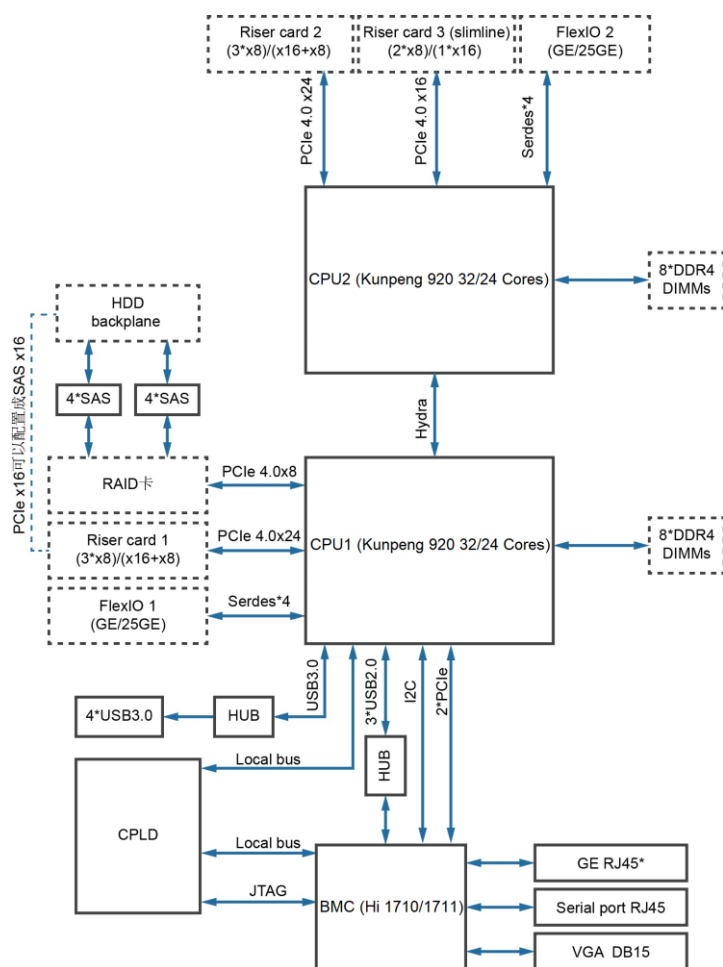 Riser card 2
(3*x8)/(x16+x8)
Riser card 3 (slimline)
(2*x8)/(1*x16)
FlexIO 2
(GE/25GE)
PCIe 4.0 x24
PCIe 4.0 x16
Serdes*4
CPU2 (Kunpeng 920 32/24 Cores)
8*DDR4
DIMMs
HDD
backplane
PCIe x16可以配置成SAS x16
4*SAS
4*SAS
Hydra
RAID卡
PCIe 4.0x8
Riser card 1
(3*x8)/(x16+x8)
PCIe 4.0x24
CPU1 (Kunpeng 920 32/24 Cores)
8*DDR4
DIMMs
FlexIO 1
(GE/25GE)
Serdes*4
USB3.0
3*USB2.0
I2C
2*PCIe
4*USB3.0
HUB
HUB
Local bus
CPLD
Local bus
JTAG
BMC (Hi 1710/1711)
GE RJ45*
Serial port RJ45
VGA DB15